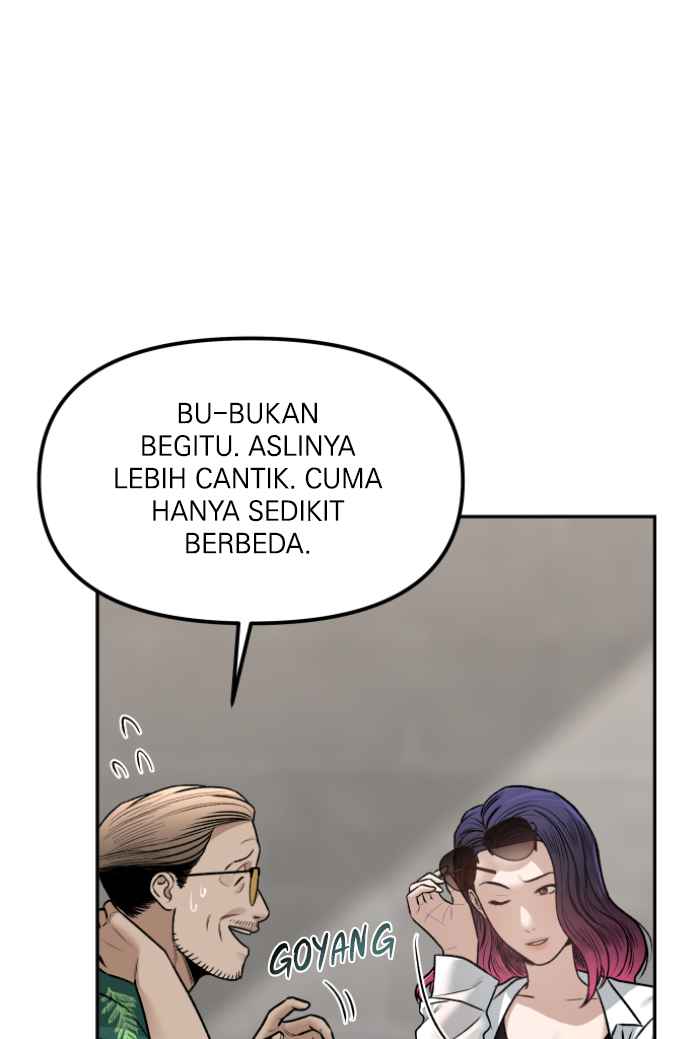 BU-BUKAN
BEGITU. ASLINYA
LEBIH CANTIK. CUMA
HANYA SEDIKIT
BERBEDA.
GOYANG